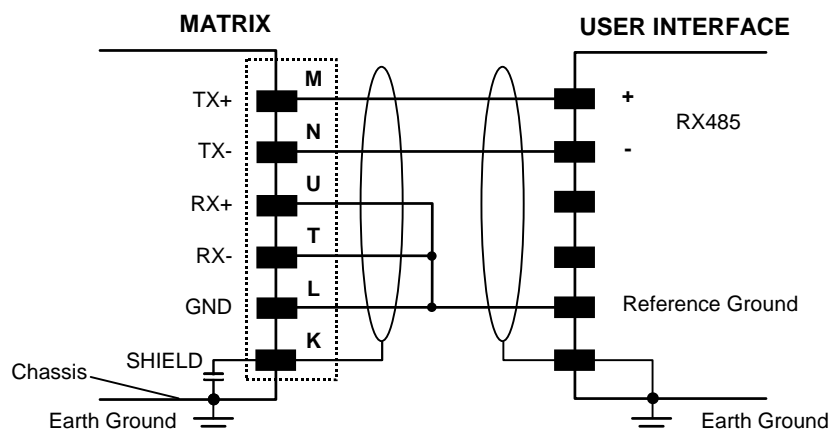 MATRIX
USER INTERFACE
M
TX+
+
RX485
N
TX-
-
U
RX+
T
RX-
L
GND
Reference Ground
K
SHIELD
Chassis
Earth Ground
Earth Ground